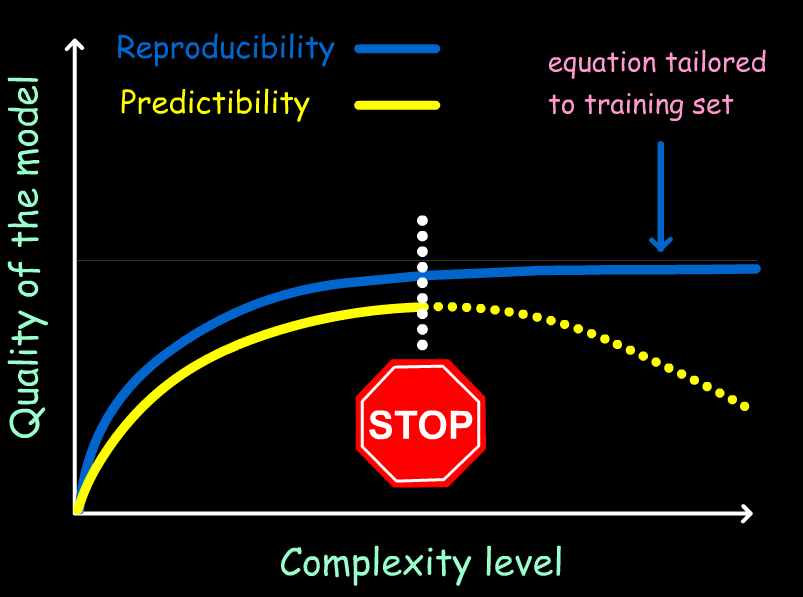 Reproducibility
Predictibility
equation tailored
to training set
Quality of the model
STOP
Complexity level